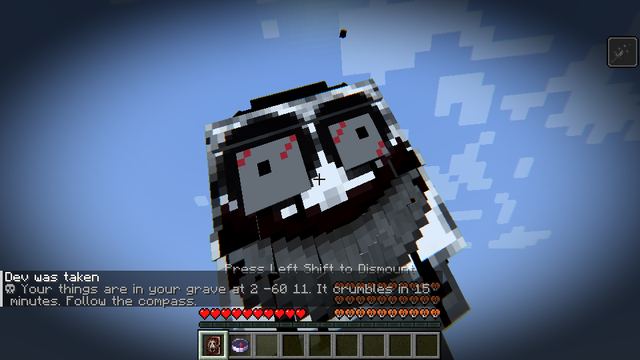 Press Left Shift to Dismount
Dev was taken
☠ Your things are in your grave at 2 -60 11. It crumbles in 15
minutes. Follow the compass.